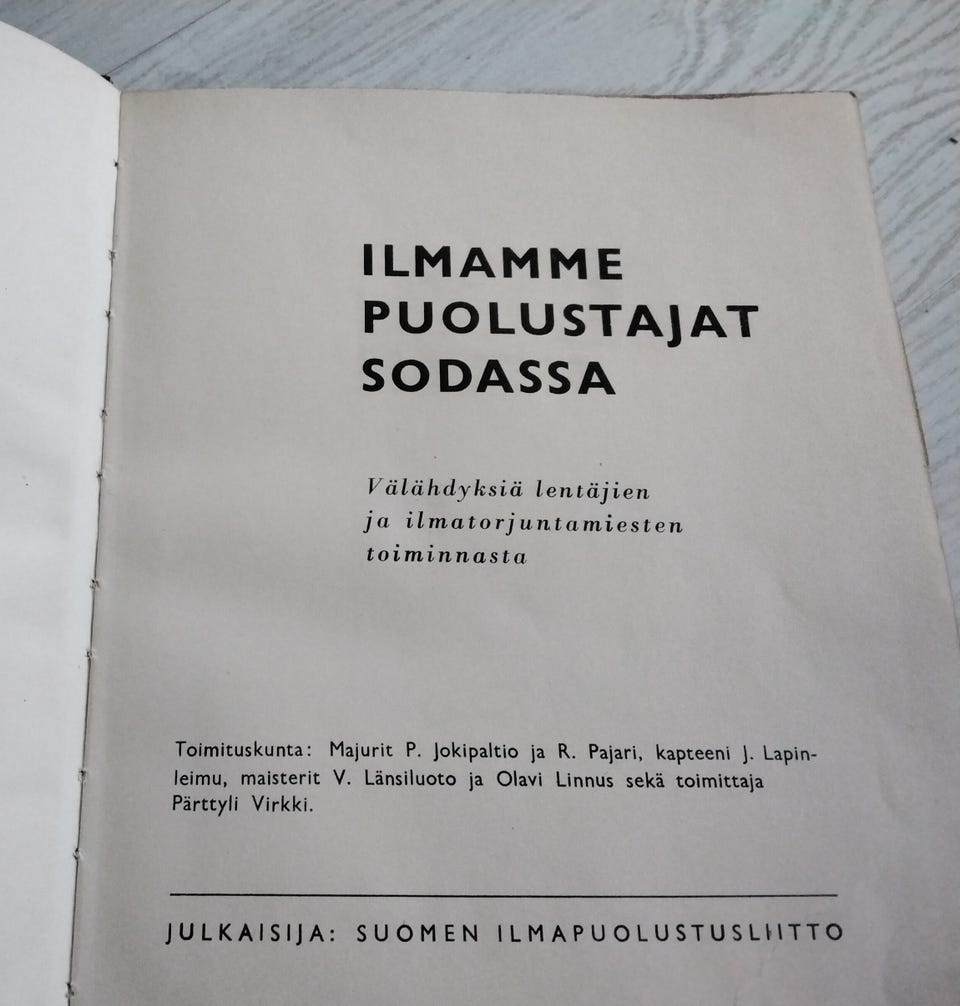 ILMAMME
PUOLUSTAJAT
SODASSA
Välähdyksiä lentäjien
ja ilmatorjuntamiesten
toiminnasta
Toimituskunta: Majurit P. Jokipaltio ja R. Pajari, kapteeni J. Lapin-
leimu, maisterit V. Länsiluoto ja Olavi Linnus sekä toimittaja
Pärttyli Virkki.
JULKAISIJA: SUOMEN ILMAPUOLUSTUSLIITTO